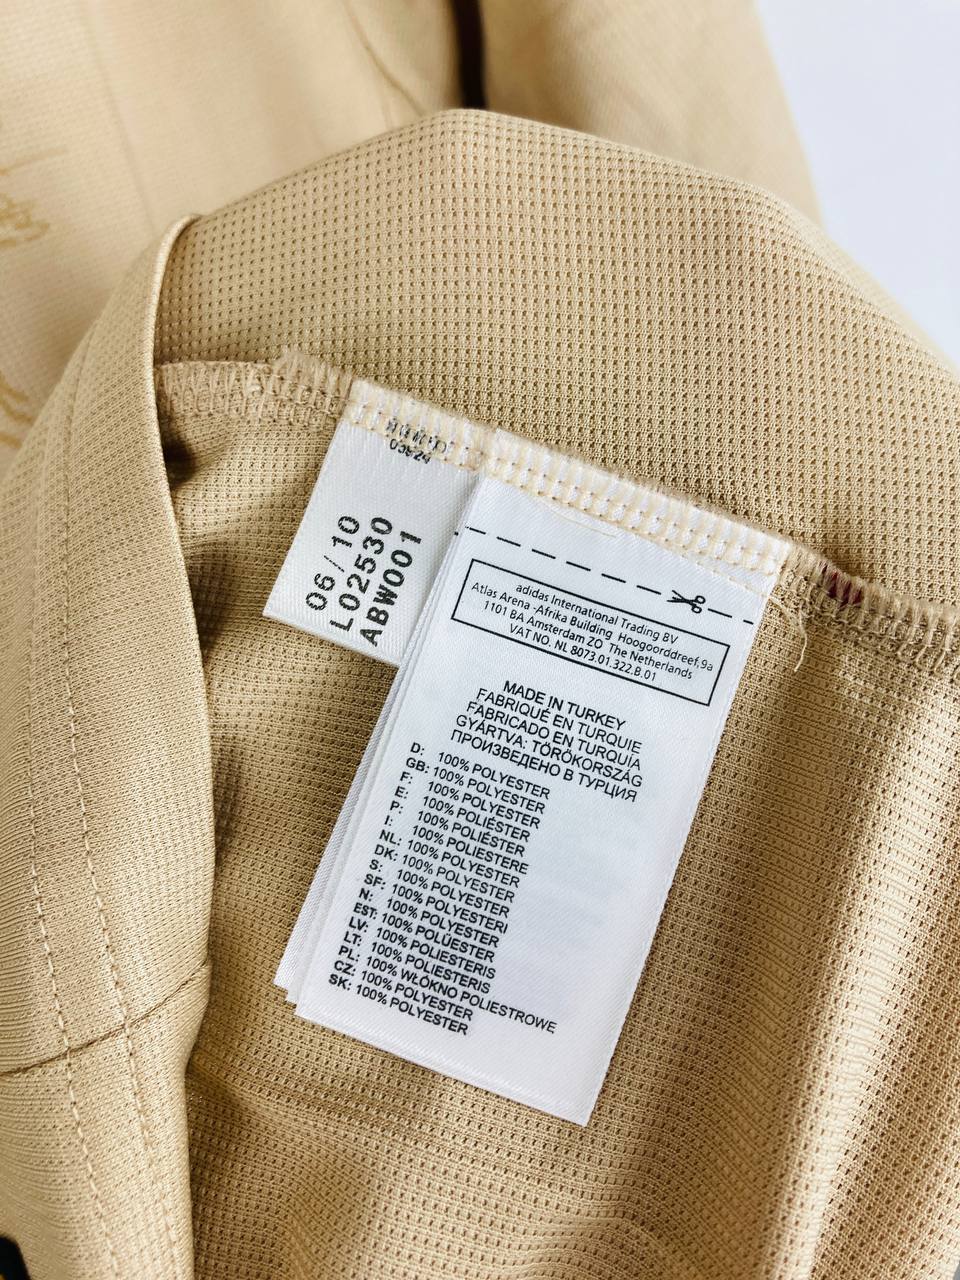 06/10
L02530
ABW001
adidas International Trading BV
Atlas Arena -Afrika Building Hoogoorddreef,9a
1101 BA Amsterdam ZO The Netherlands
VAT NO. NL 8073.01.322.B.01
MADE IN TURKEY
FABRIQUÉ EN TURQUIE
FABRICADO EN TURQUÍA
GYÁRTVA: TÖRÖKORSZÁG
ПРОИЗВЕДЕНО В ТУРЦИЯ
D: 100% POLYESTER
GB: 100% POLYESTER
F: 100% POLYESTER
E: 100% POLIÉSTER
P: 100% POLIÉSTER
I: 100% POLIESTERE
NL: 100% POLYESTER
DK: 100% POLYESTER
S: 100% POLYESTER
SF: 100% POLYESTERI
N: 100% POLYESTER
EST: 100% POLÜESTER
LV: 100% POLIESTERIS
LT: 100% POLIESTERIS
PL: 100% WŁÓKNO POLIESTROWE
CZ: 100% POLYESTER
SK: 100% POLYESTER